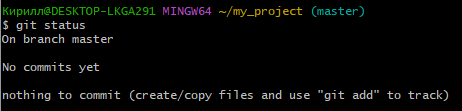 Кирилл@DESKTOP-LKGA291 MINGW64 ~/my_project (master)
$ git status
On branch master

No commits yet

nothing to commit (create/copy files and use "git add" to track)